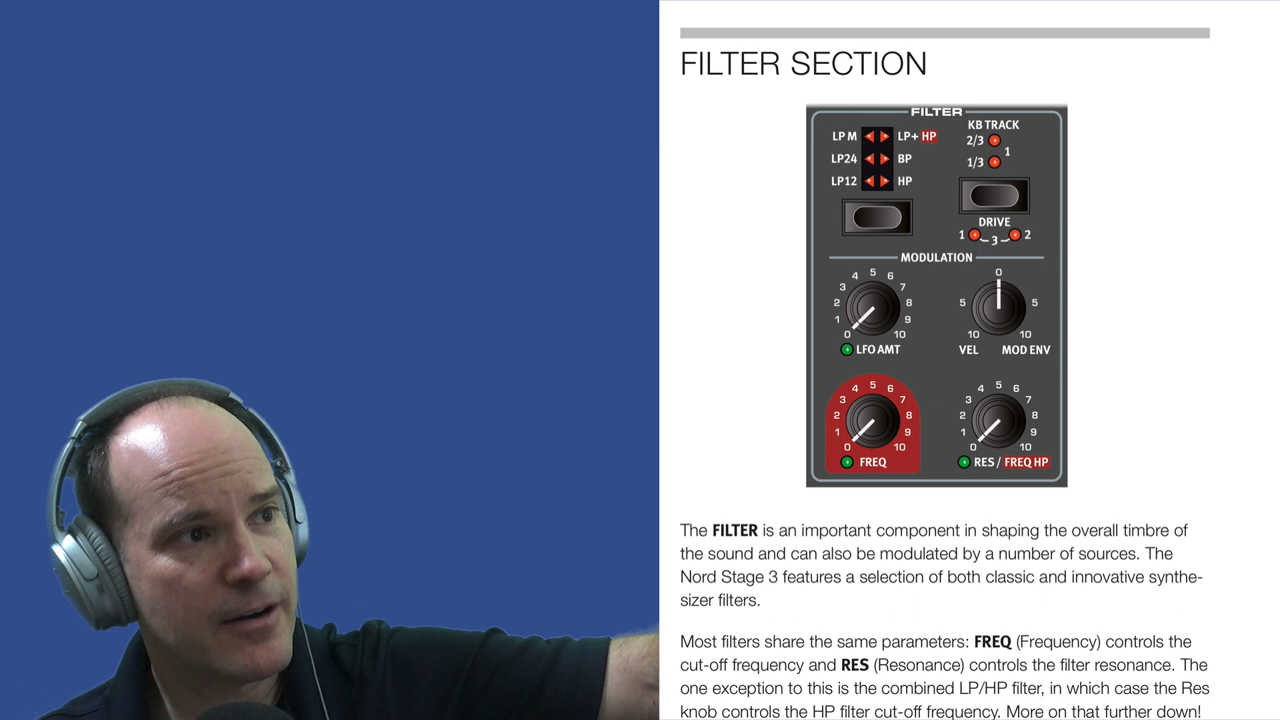 FILTER SECTION
FILTER
LP M LP+ HP
LP24 BP
LP12 HP
KB TRACK
2/3
1
1/3
DRIVE
1 3 2
MODULATION
0 1 2 3 4 5 6 7 8 9 10
LFO AMT
10 5 0 5 10
VEL MOD ENV
0 1 2 3 4 5 6 7 8 9 10
FREQ
0 1 2 3 4 5 6 7 8 9 10
RES / FREQ HP
The FILTER is an important component in shaping the overall timbre of
the sound and can also be modulated by a number of sources. The
Nord Stage 3 features a selection of both classic and innovative synthe-
sizer filters.
Most filters share the same parameters: FREQ (Frequency) controls the
cut-off frequency and RES (Resonance) controls the filter resonance. The
one exception to this is the combined LP/HP filter, in which case the Res
knob controls the HP filter cut-off frequency. More on that further down!